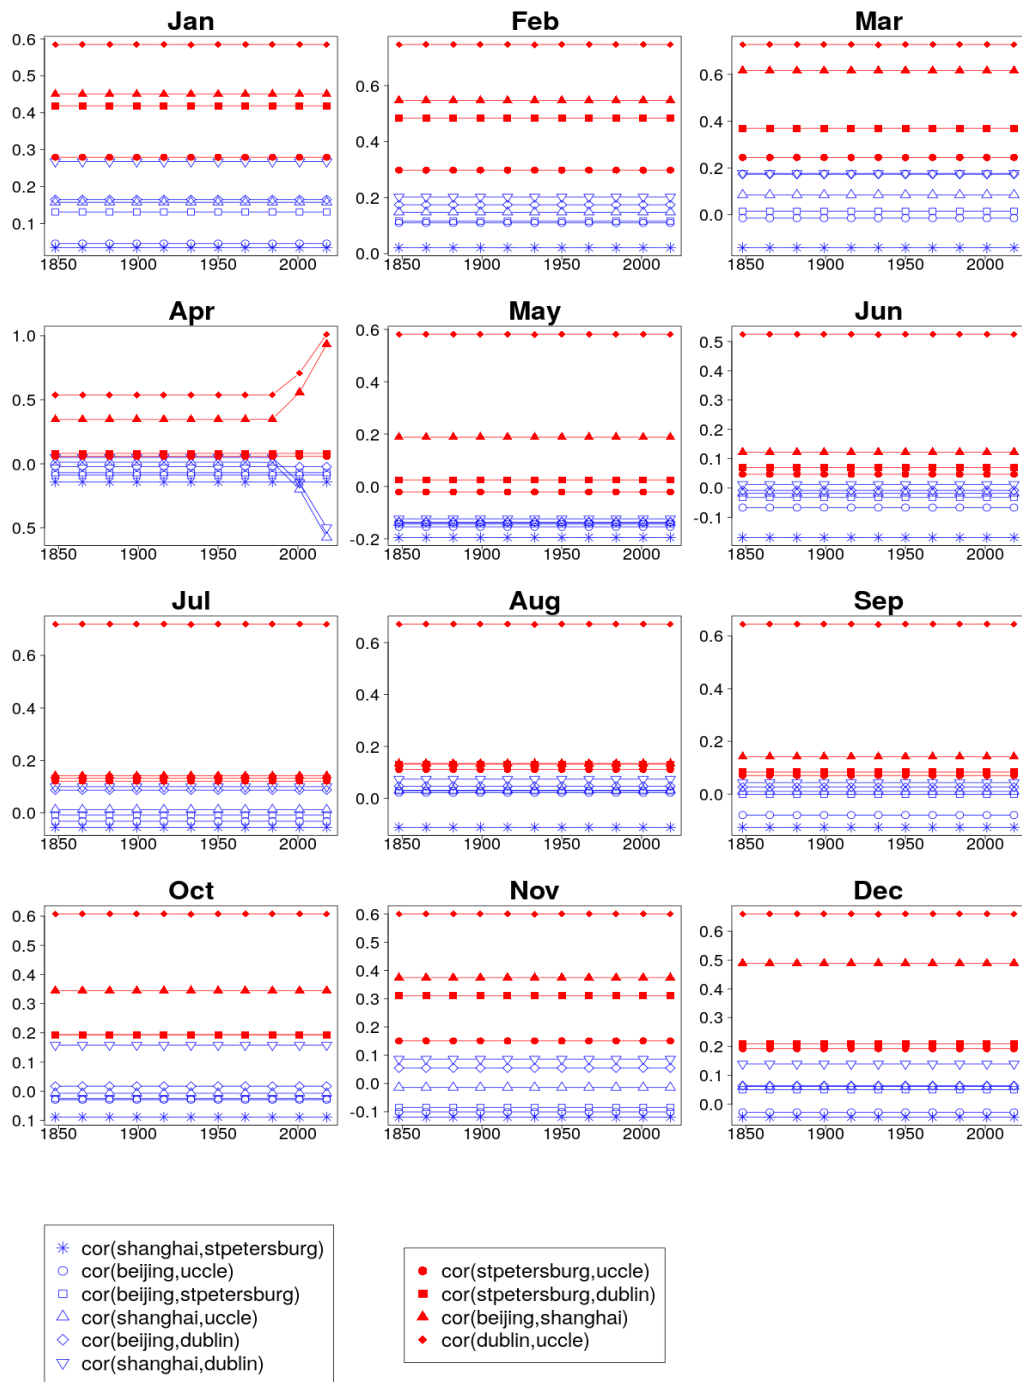 Jan
Feb
Mar
0.6
0.5
0.4
0.3
0.2
0.1
1850 1900 1950 2000
0.6
0.4
0.2
0.0
1850 1900 1950 2000
0.6
0.4
0.2
0.0
1850 1900 1950 2000
Apr
May
Jun
1.0
0.5
0.0
0.5
1850 1900 1950 2000
0.6
0.4
0.2
0.0
-0.2
1850 1900 1950 2000
0.5
0.4
0.3
0.2
0.1
0.0
-0.1
1850 1900 1950 2000
Jul
Aug
Sep
0.6
0.4
0.2
0.0
1850 1900 1950 2000
0.6
0.4
0.2
0.0
1850 1900 1950 2000
0.6
0.4
0.2
0.0
1850 1900 1950 2000
Oct
Nov
Dec
0.6
0.5
0.4
0.3
0.2
0.1
0.0
0.1
1850 1900 1950 2000
0.6
0.5
0.4
0.3
0.2
0.1
0.0
-0.1
1850 1900 1950 2000
0.6
0.5
0.4
0.3
0.2
0.1
0.0
1850 1900 1950 2000
cor(shanghai,stpetersburg)
cor(beijing,uccle)
cor(beijing,stpetersburg)
cor(shanghai,uccle)
cor(beijing,dublin)
cor(shanghai,dublin)
cor(stpetersburg,uccle)
cor(stpetersburg,dublin)
cor(beijing,shanghai)
cor(dublin,uccle)